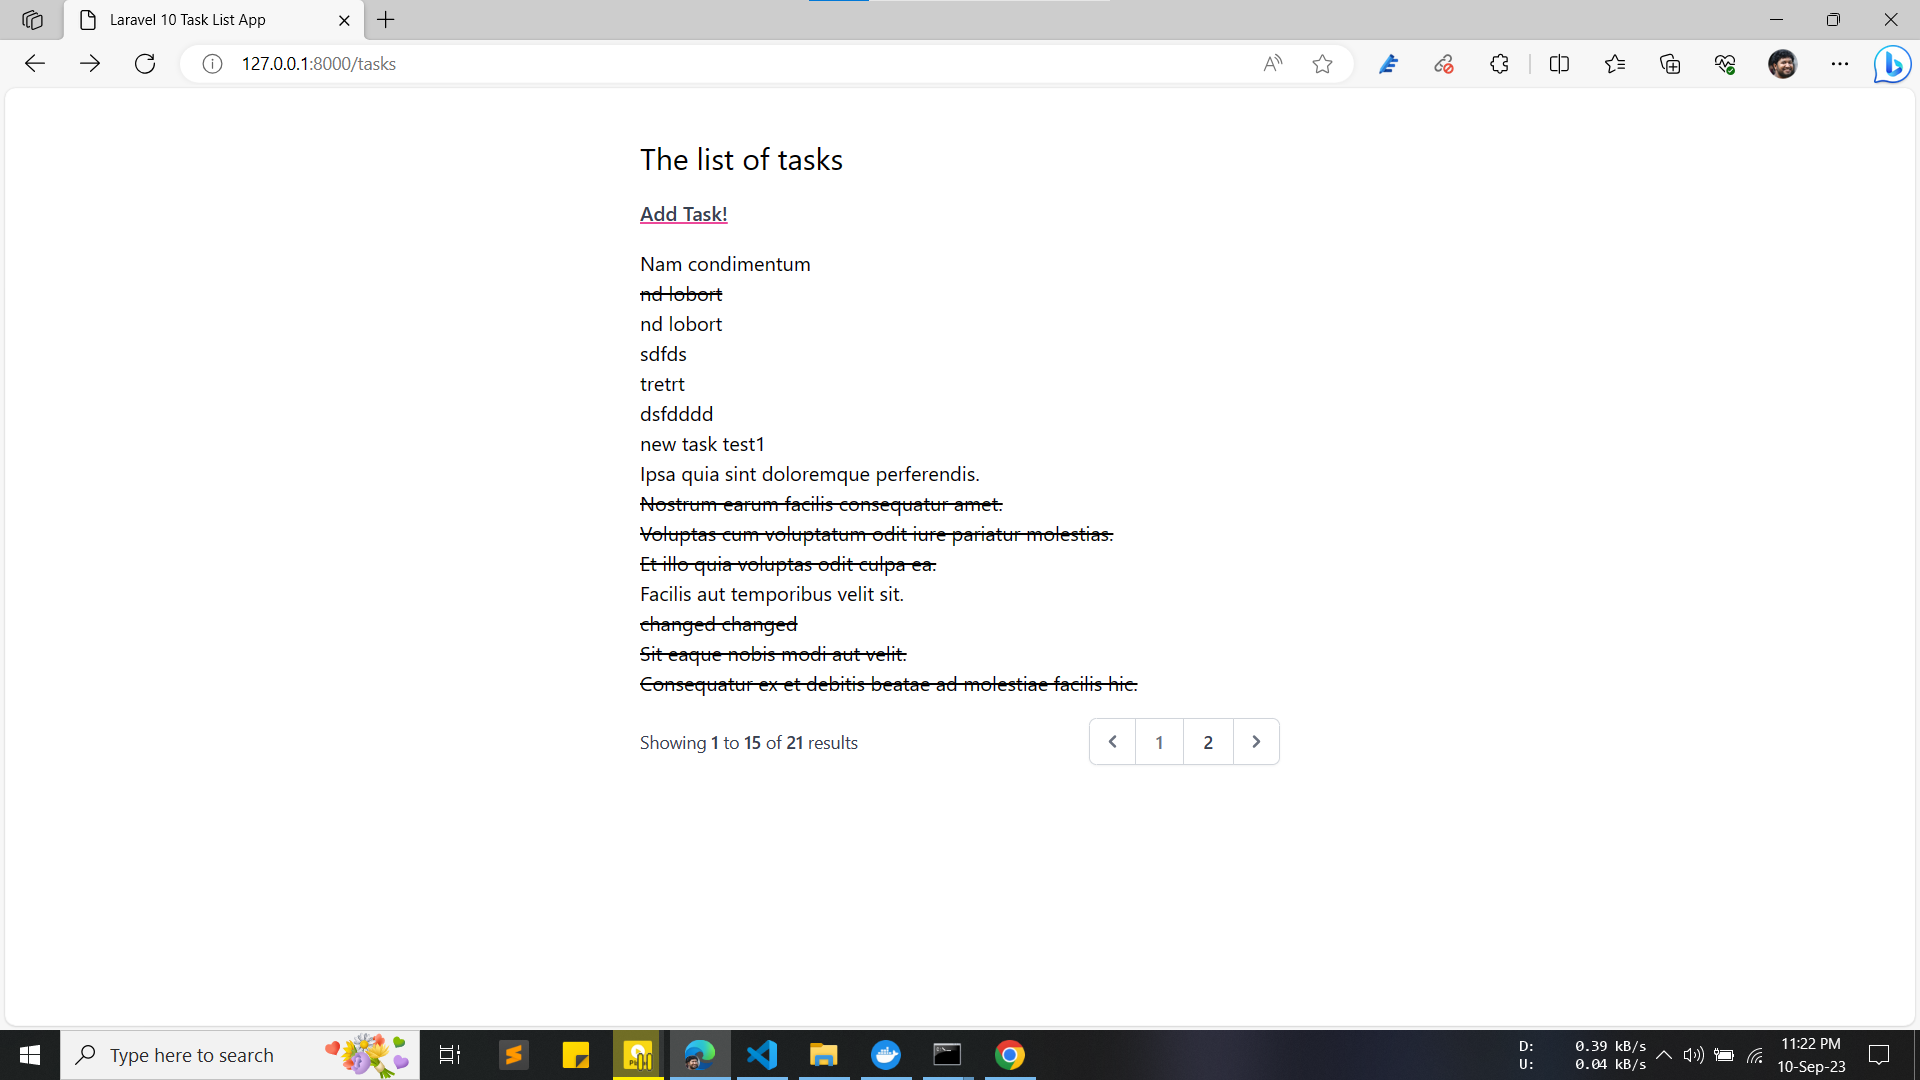 Laravel 10 Task List App
127.0.0.1:8000/tasks
The list of tasks
Add Task!
Nam condimentum
nd lobort
nd lobort
sdfds
tretrt
dsfdddd
new task test1
Ipsa quia sint doloremque perferendis.
Nostrum earum facilis consequatur amet.
Voluptas cum voluptatum odit iure pariatur molestias.
Et illo quia voluptas odit culpa ea.
Facilis aut temporibus velit sit.
changed changed
Sit eaque nobis modi aut velit.
Consequatur ex et debitis beatae ad molestiae facilis hic.
Showing 1 to 15 of 21 results
1 2
Type here to search
D: 0.39 kB/s
U: 0.04 kB/s
11:22 PM
10-Sep-23